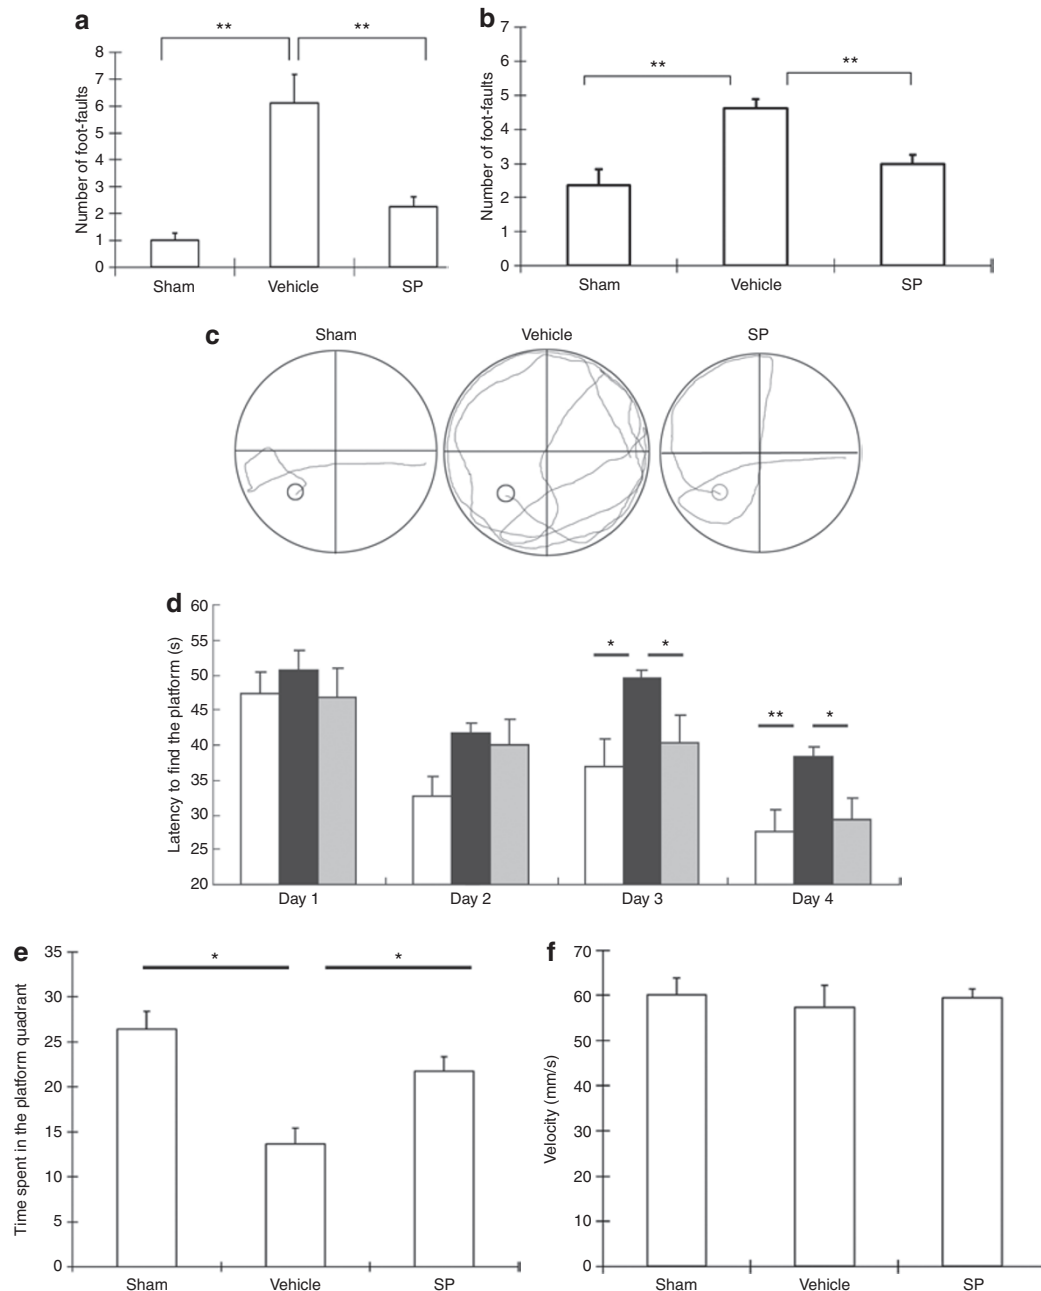 a
**
**
8
7
6
5
4
3
2
1
0
Number of foot-faults
Sham
Vehicle
SP
b
**
**
7
6
5
4
3
2
1
0
Number of foot-faults
Sham
Vehicle
SP
c
Sham
Vehicle
SP
d
60
55
50
45
40
35
30
25
20
Latency to find the platform (s)
*
*
**
*
Day 1
Day 2
Day 3
Day 4
e
35
30
25
20
15
10
5
0
Time spent in the platform quadrant
*
*
Sham
Vehicle
SP
f
70
60
50
40
30
20
10
0
Velocity (mm/s)
Sham
Vehicle
SP